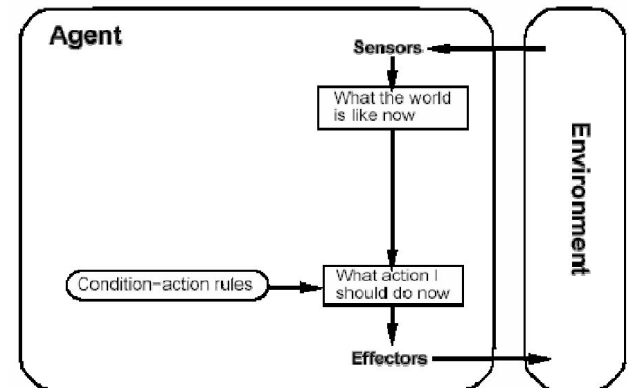 Agent
Sensors
What the world
is like now
Environment
Condition-action rules
What action I
should do now
Effectors